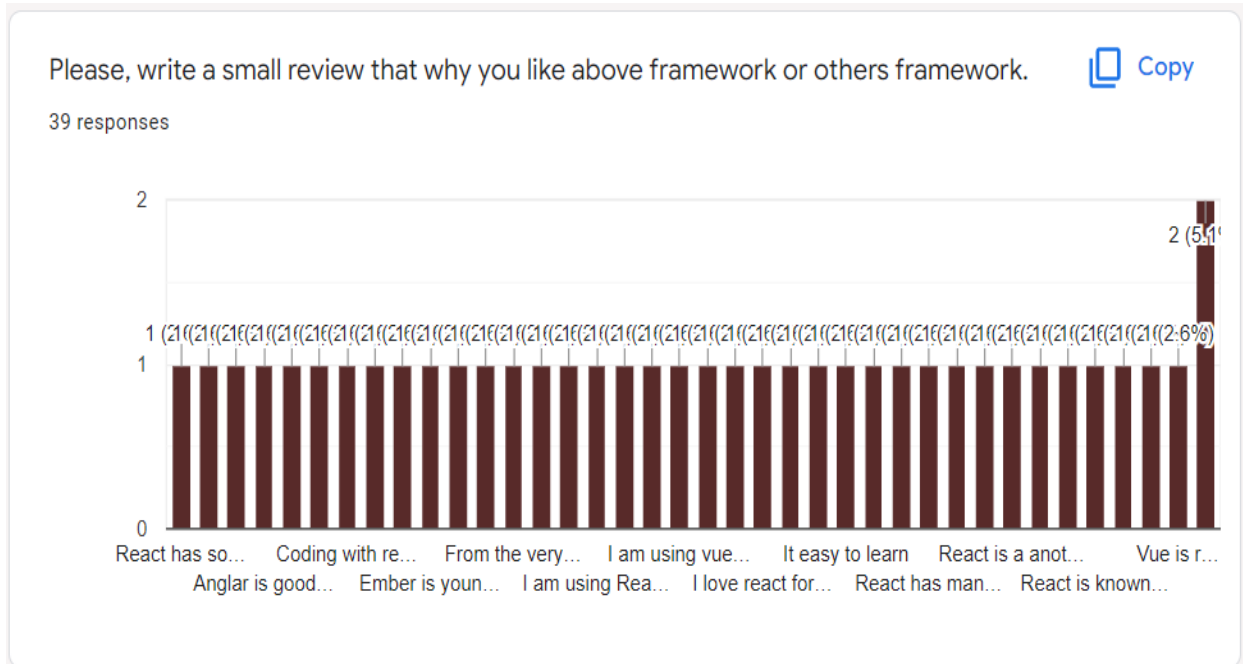 Please, write a small review that why you like above framework or others framework.
Copy
39 responses
2
2 (5.1%
1
0
React has so... Coding with re... From the very... I am using vue... It easy to learn React is a anot... Vue is r...
Anglar is good... Ember is youn... I am using Rea... I love react for... React has man... React is known...